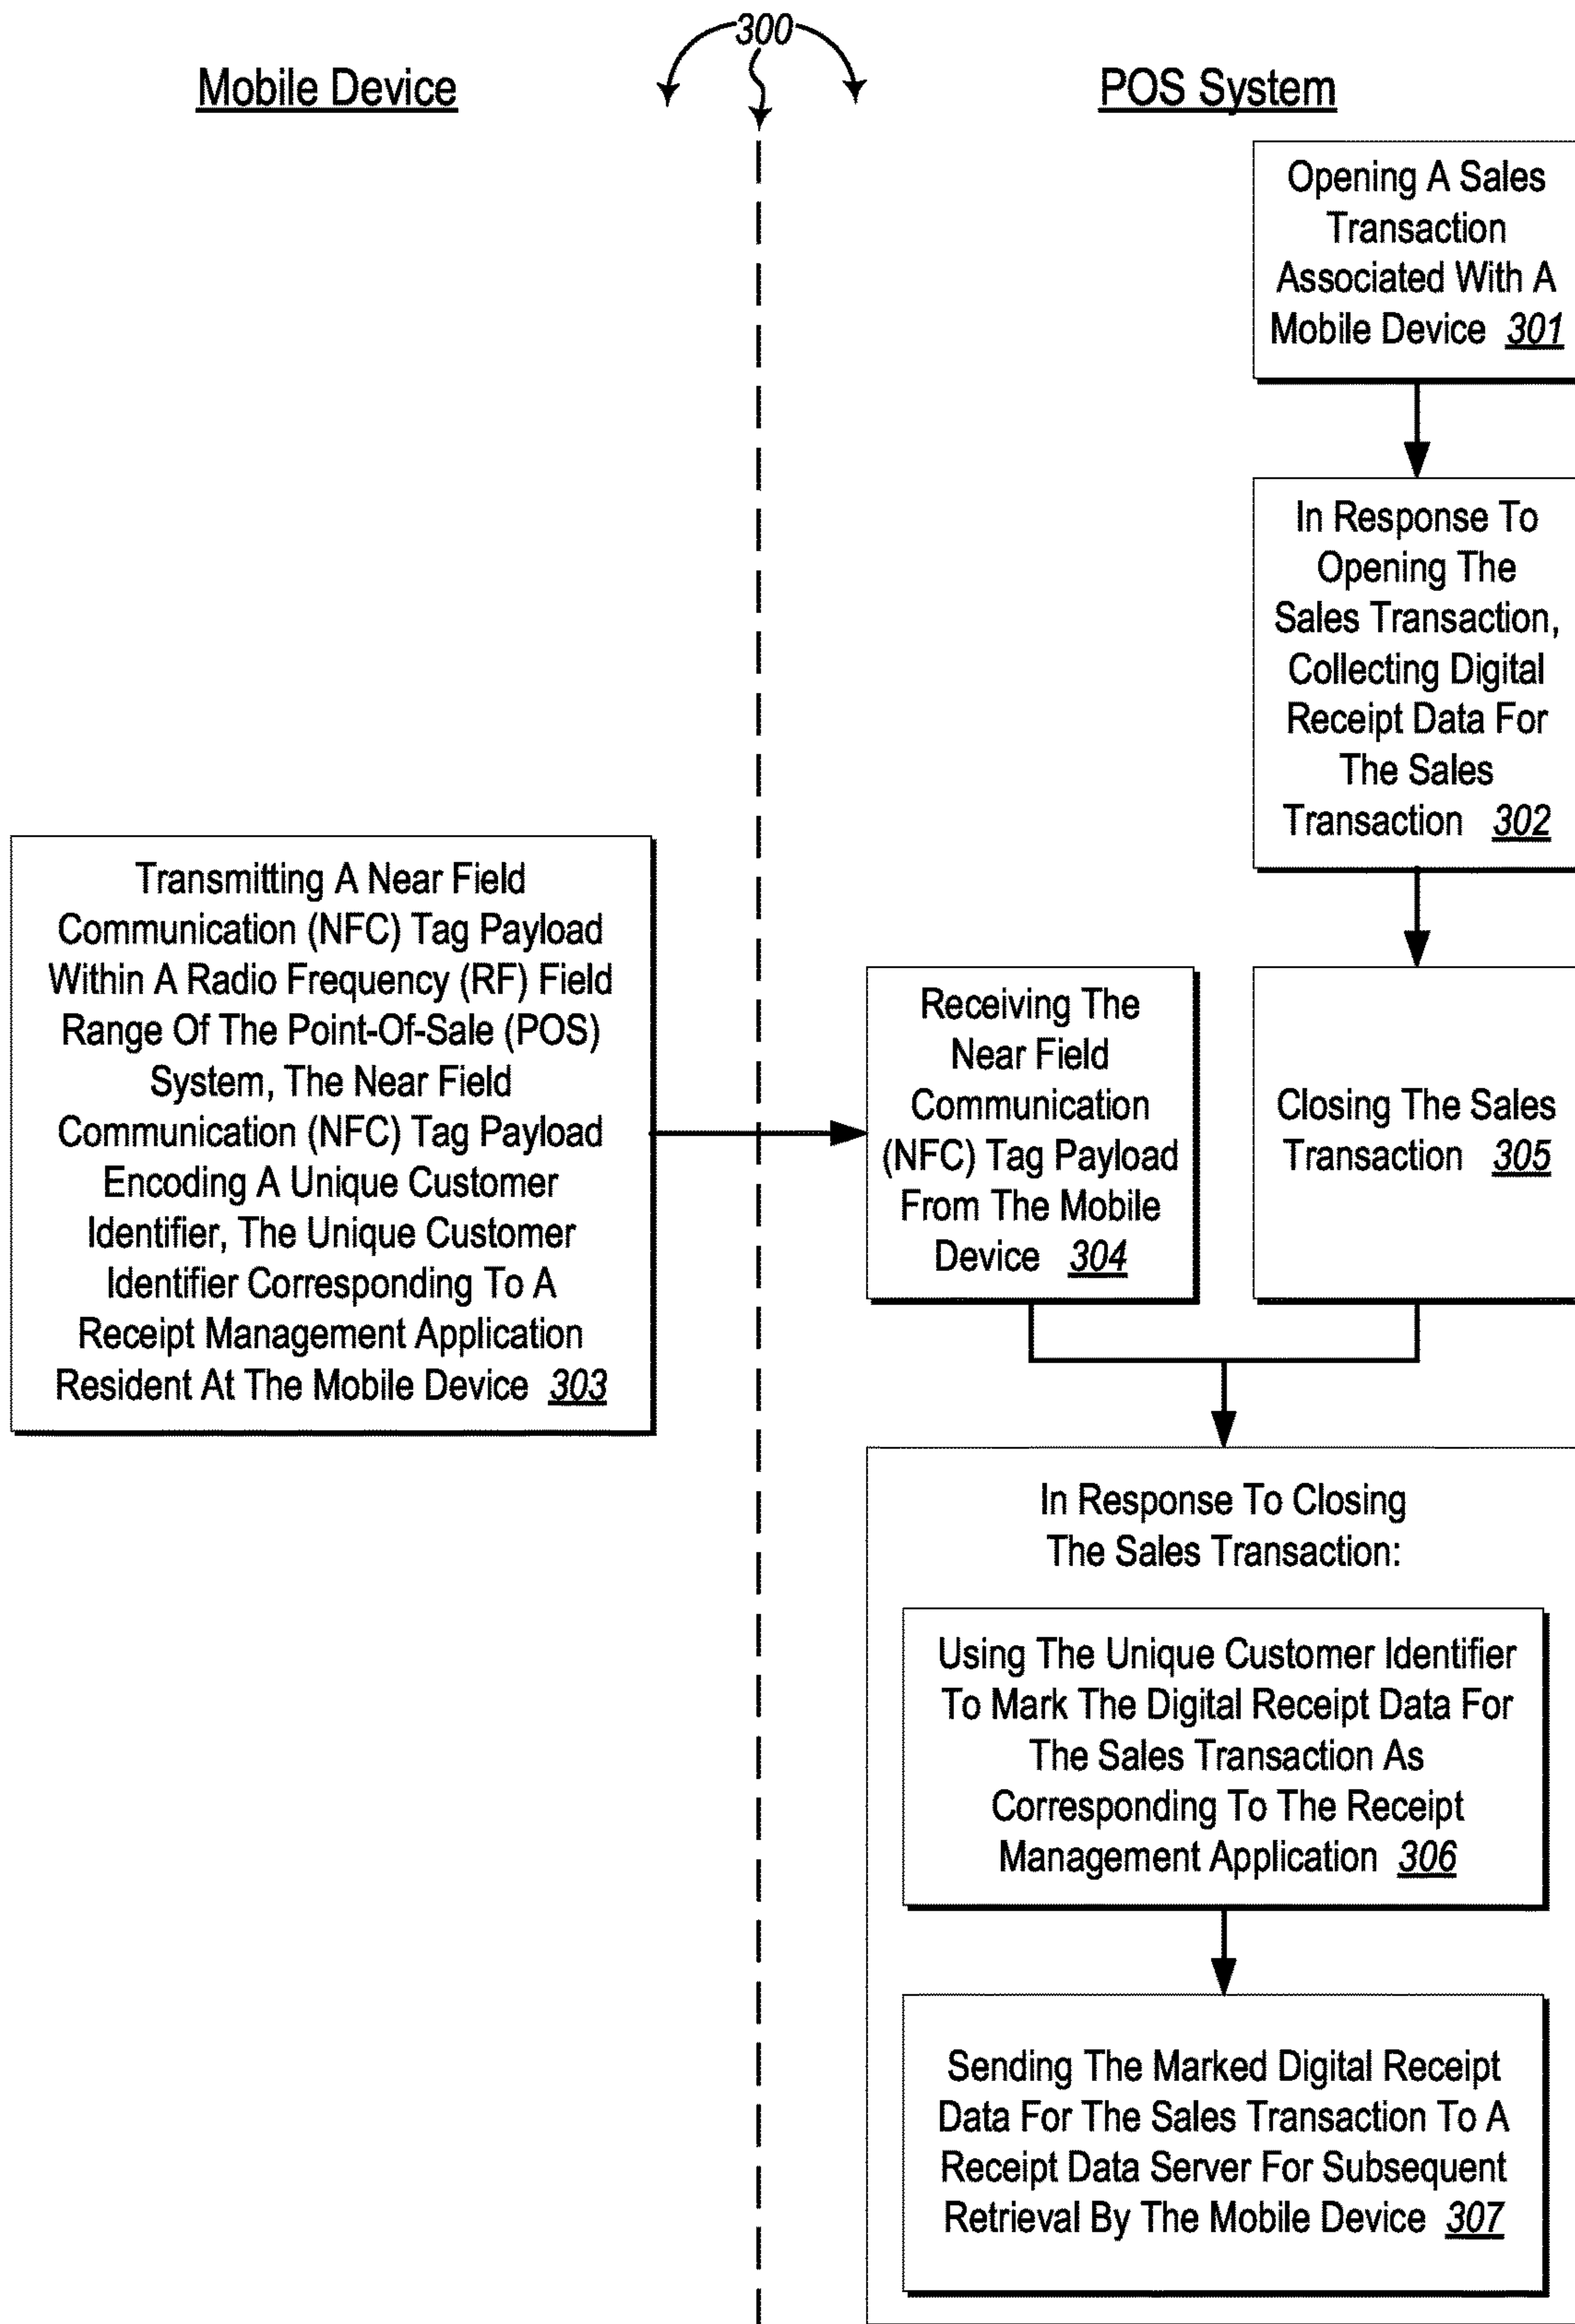 300
Mobile Device
POS System
Opening A Sales
Transaction
Associated With A
Mobile Device 301
In Response To
Opening The
Sales Transaction,
Collecting Digital
Receipt Data For
The Sales
Transaction 302
Transmitting A Near Field
Communication (NFC) Tag Payload
Within A Radio Frequency (RF) Field
Range Of The Point-Of-Sale (POS)
System, The Near Field
Communication (NFC) Tag Payload
Encoding A Unique Customer
Identifier, The Unique Customer
Identifier Corresponding To A
Receipt Management Application
Resident At The Mobile Device 303
Receiving The
Near Field
Communication
(NFC) Tag Payload
From The Mobile
Device 304
Closing The Sales
Transaction 305
In Response To Closing
The Sales Transaction:
Using The Unique Customer Identifier
To Mark The Digital Receipt Data For
The Sales Transaction As
Corresponding To The Receipt
Management Application 306
Sending The Marked Digital Receipt
Data For The Sales Transaction To A
Receipt Data Server For Subsequent
Retrieval By The Mobile Device 307